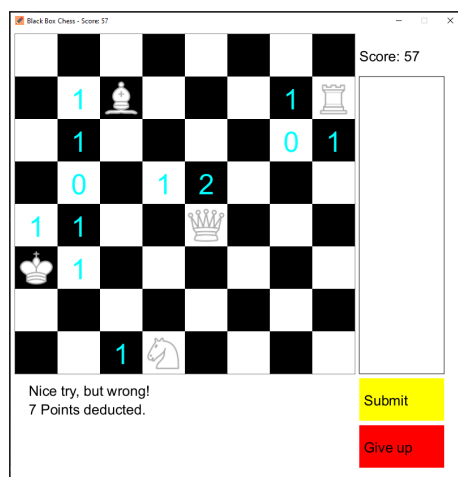 Black Box Chess - Score: 57
Score: 57
1 1
1 0 1
0 1 2
1 1
1
1
Nice try, but wrong!
7 Points deducted.
Submit
Give up